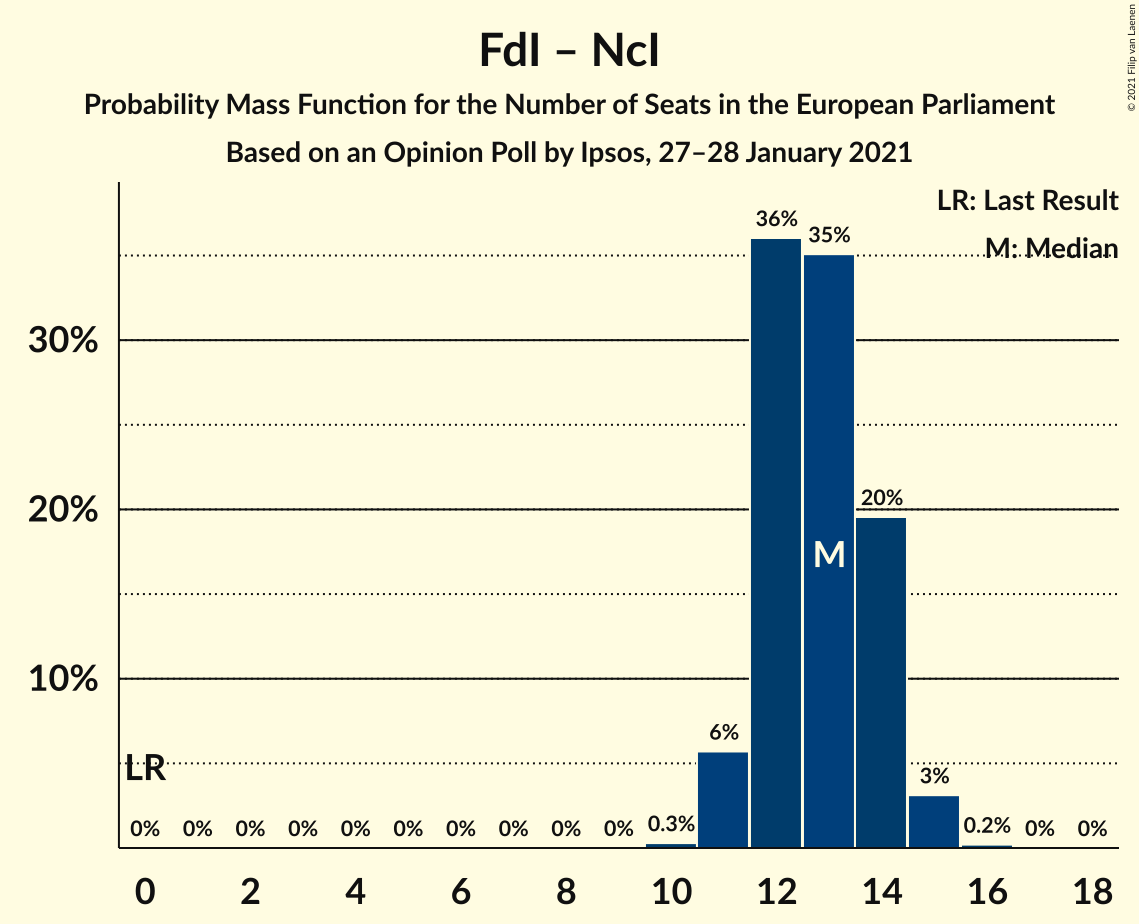 FdI – NcI
Probability Mass Function for the Number of Seats in the European Parliament
Based on an Opinion Poll by Ipsos, 27–28 January 2021
© 2021 Filip van Laenen
LR: Last Result
M: Median
30%
20%
10%
LR
M
0% 0% 0% 0% 0% 0% 0% 0% 0% 0% 0.3% 6% 36% 35% 20% 3% 0.2% 0% 0%
0 2 4 6 8 10 12 14 16 18